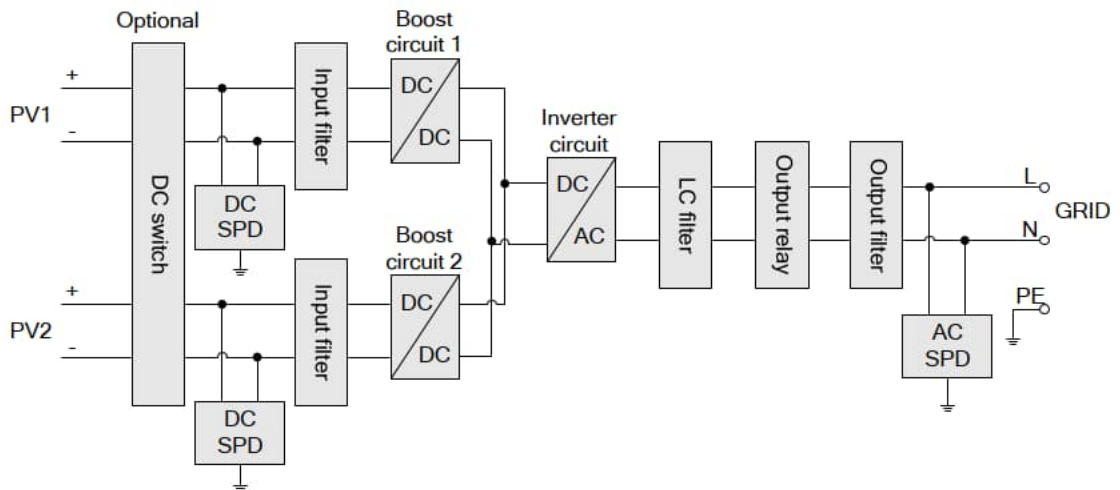 Optional
Boost
circuit 1
+
PV1
-
DC switch
Input filter
DC
DC
DC
SPD
Inverter
circuit
DC
AC
LC filter
Output relay
Output filter
L
GRID
N
PE
AC
SPD
Boost
circuit 2
+
PV2
-
Input filter
DC
DC
DC
SPD